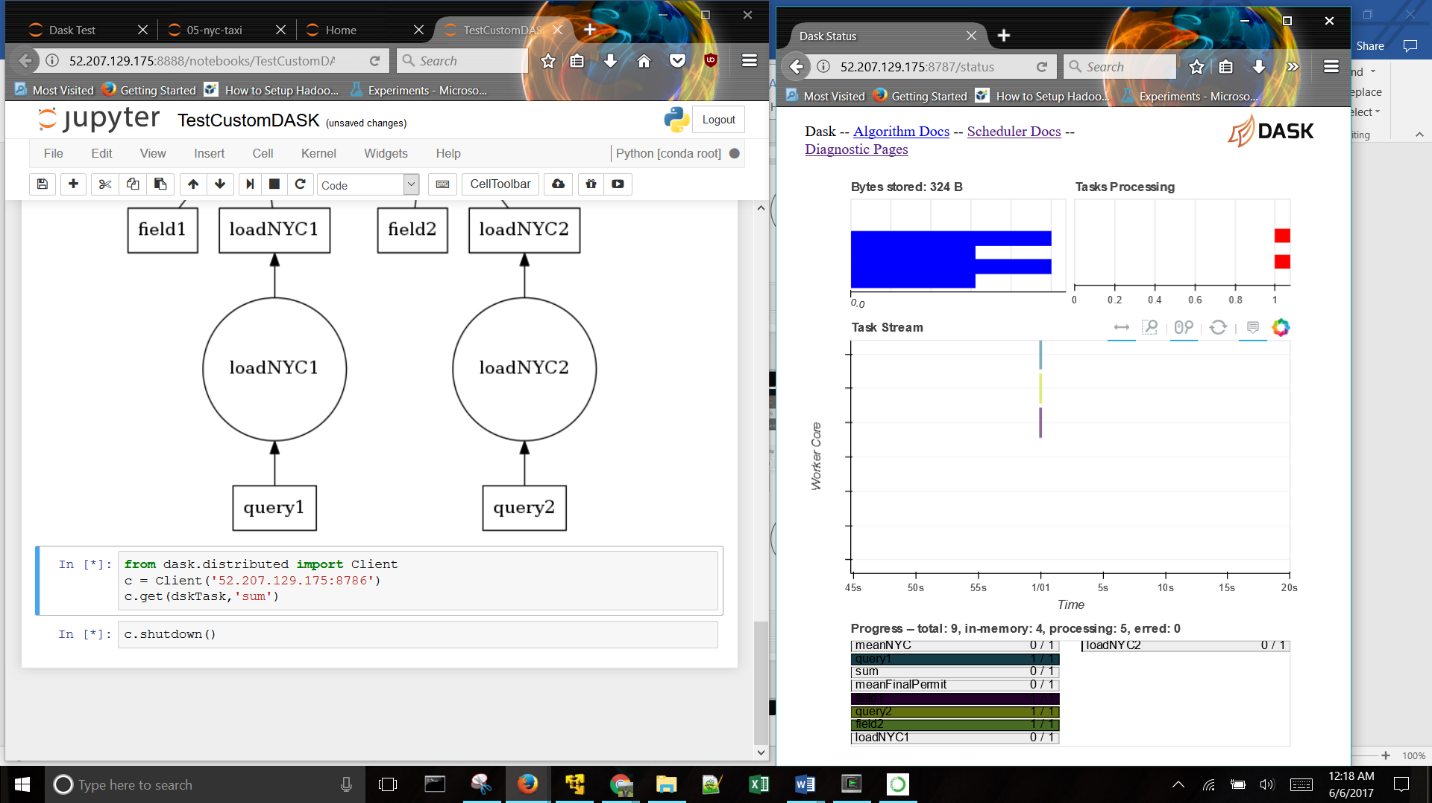 Dask Test
05-nyc-taxi
Home
TestCustomDAS
52.207.129.175:8888/notebooks/TestCustomDA
Search
Most Visited
Getting Started
How to Setup Hadoo...
Experiments - Microso...
jupyter
TestCustomDASK (unsaved changes)
Logout
File
Edit
View
Insert
Cell
Kernel
Widgets
Help
Python [conda root]
Code
CellToolbar
field1
loadNYC1
field2
loadNYC2
loadNYC1
loadNYC2
query1
query2
In [*]:
from dask.distributed import Client
c = Client('52.207.129.175:8786')
c.get(dskTask,'sum')
In [*]:
c.shutdown()
Dask Status
52.207.129.175:8787/status
Search
Most Visited
Getting Started
How to Setup Hadoo...
Experiments - Microso...
Dask -- Algorithm Docs -- Scheduler Docs --
Diagnostic Pages
DASK
Bytes stored: 324 B
0.0
Tasks Processing
0 0.2 0.4 0.6 0.8 1
Task Stream
Worker Core
45s 50s 55s 1/01 5s 10s 15s 20s
Time
Progress -- total: 9, in-memory: 4, processing: 5, erred: 0
meanNYC 0 / 1
query1 1 / 1
sum 0 / 1
meanFinalPermit 0 / 1
query2 1 / 1
field2 1 / 1
loadNYC1 0 / 1
loadNYC2 0 / 1
Share
100%
Type here to search
12:18 AM
6/6/2017